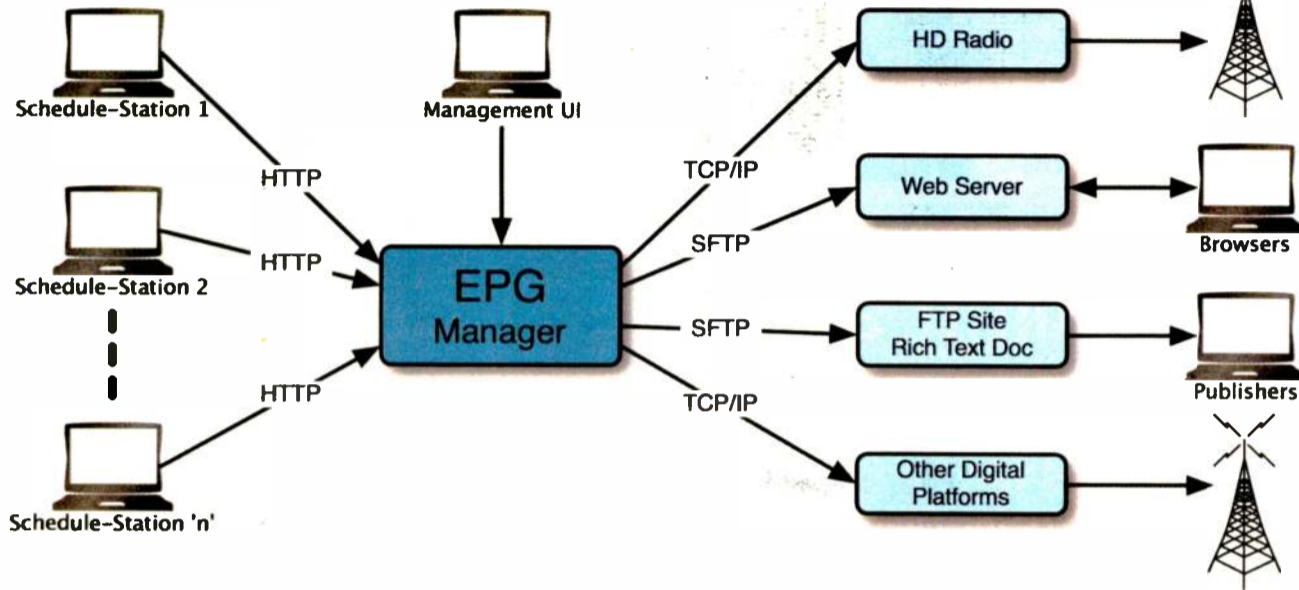 Schedule-Station 1
Management UI
HD Radio
HTTP
TCP/IP
Web Server
Browsers
Schedule-Station 2
HTTP
SFTP
EPG
Manager
FTP Site
Rich Text Doc
SFTP
Publishers
HTTP
TCP/IP
Other Digital
Platforms
Schedule-Station 'n'